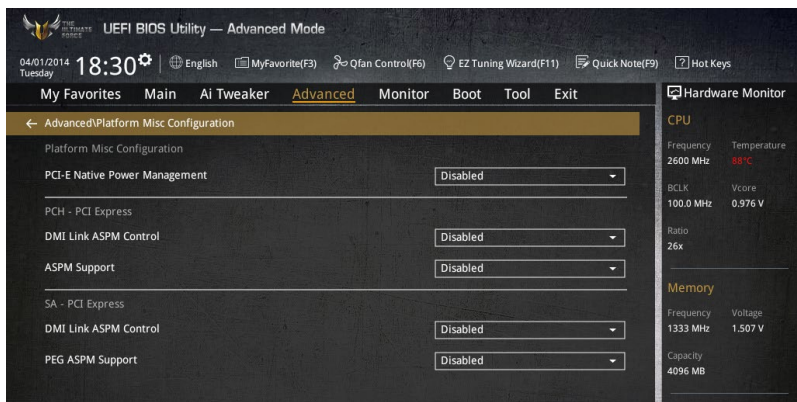 THE ULTIMATE FORCE
UEFI BIOS Utility — Advanced Mode
04/01/2014
Tuesday
18:30
English
MyFavorite(F3)
Qfan Control(F6)
EZ Tuning Wizard(F11)
Quick Note(F9)
? Hot Keys
My Favorites
Main
Ai Tweaker
Advanced
Monitor
Boot
Tool
Exit
← Advanced\Platform Misc Configuration
Platform Misc Configuration
PCI-E Native Power Management Disabled
PCH - PCI Express
DMI Link ASPM Control Disabled
ASPM Support Disabled
SA - PCI Express
DMI Link ASPM Control Disabled
PEG ASPM Support Disabled
Hardware Monitor
CPU
Frequency Temperature
2600 MHz 88°C
BCLK Vcore
100.0 MHz 0.976 V
Ratio
26x
Memory
Frequency Voltage
1333 MHz 1.507 V
Capacity
4096 MB